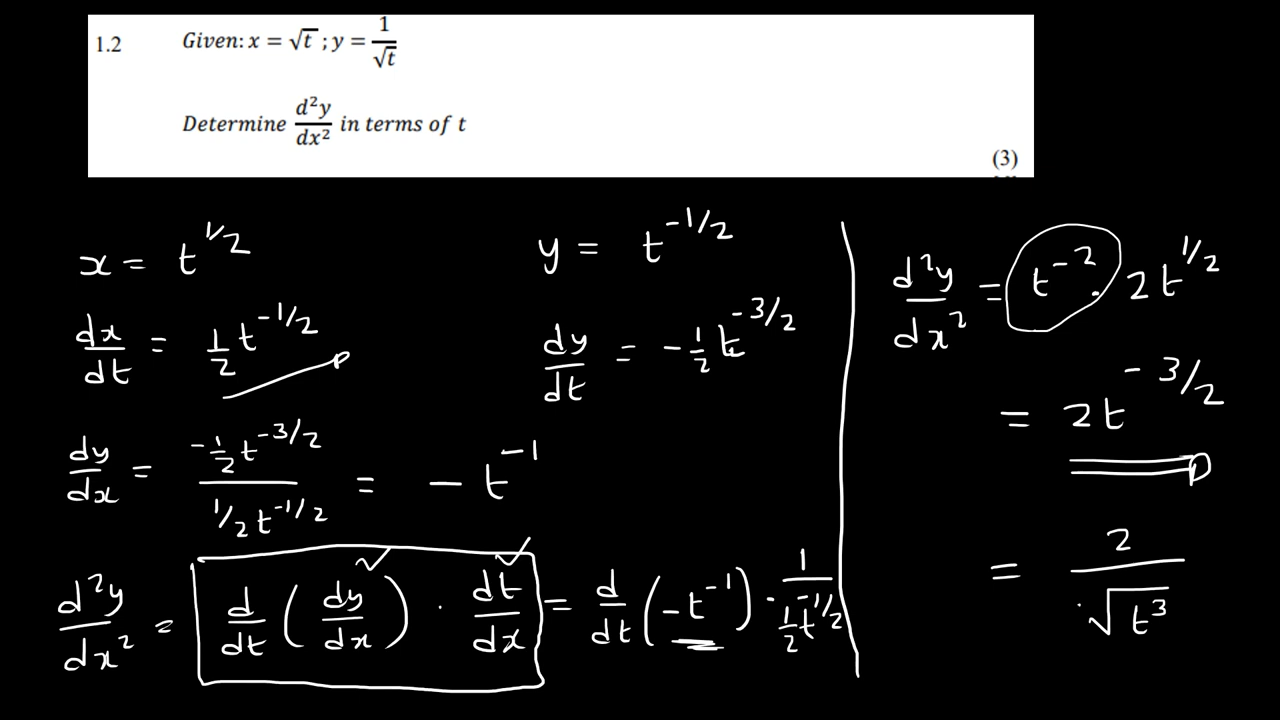 1.2 Given: x = √t ; y = 1/√t
Determine d²y/dx² in terms of t
(3)
x = t^(1/2)
y = t^(-1/2)
dx/dt = 1/2 t^(-1/2)
dy/dt = -1/2 t^(-3/2)
dy/dx = (-1/2 t^(-3/2))/(1/2 t^(-1/2)) = - t^(-1)
d²y/dx² = d/dt (dy/dx) · dt/dx = d/dt (-t^(-1)) · 1/(1/2 t^(-1/2))
d²y/dx² = t^(-2) · 2t^(1/2)
= 2t^(-3/2)
= 2/√(t³)